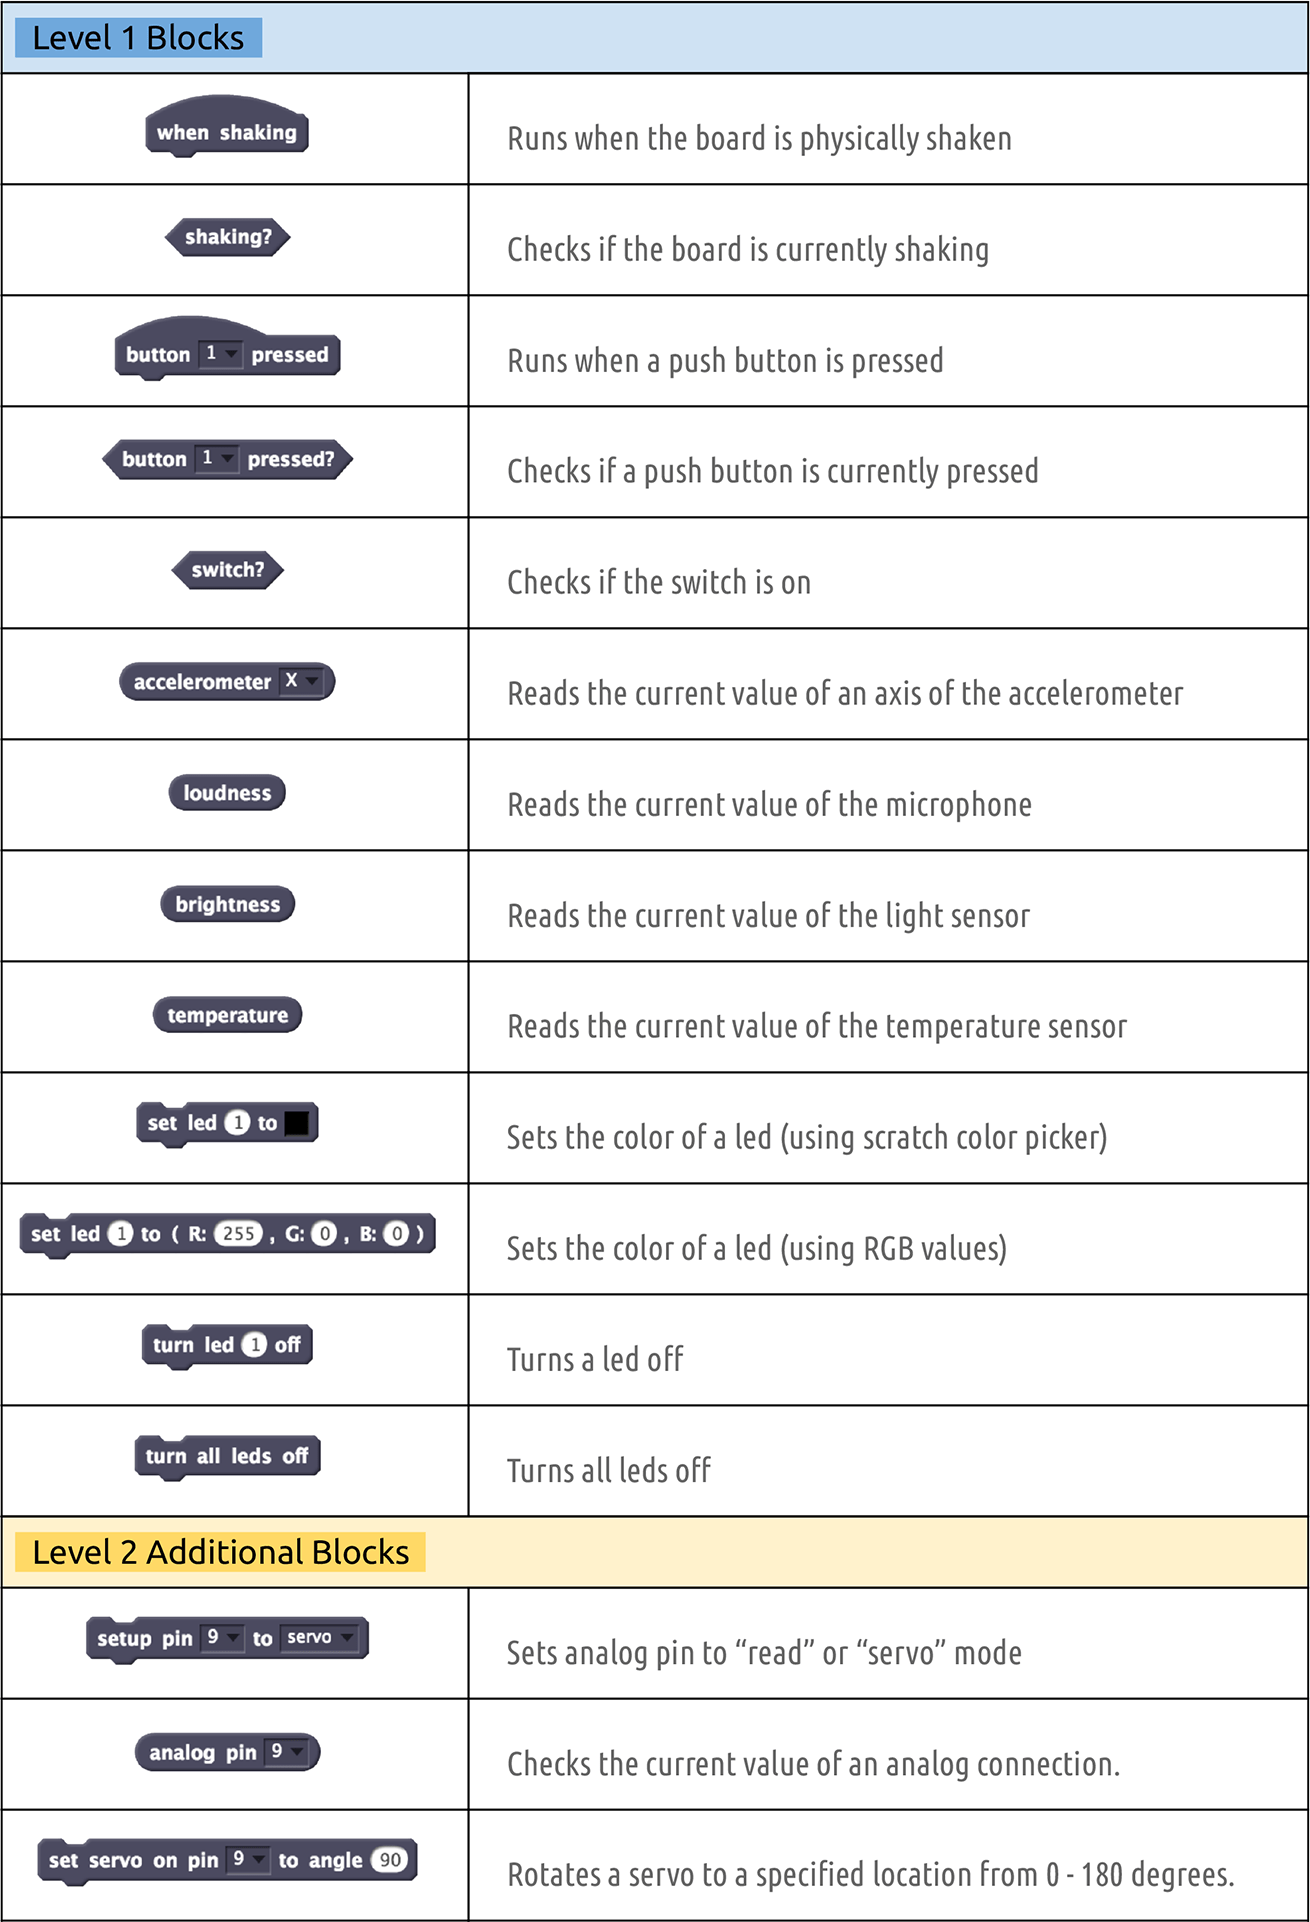 Level 1 Blocks
when shaking
Runs when the board is physically shaken
shaking?
Checks if the board is currently shaking
button 1 pressed
Runs when a push button is pressed
button 1 pressed?
Checks if a push button is currently pressed
switch?
Checks if the switch is on
accelerometer X
Reads the current value of an axis of the accelerometer
loudness
Reads the current value of the microphone
brightness
Reads the current value of the light sensor
temperature
Reads the current value of the temperature sensor
set led 1 to
Sets the color of a led (using scratch color picker)
set led 1 to ( R: 255 , G: 0 , B: 0 )
Sets the color of a led (using RGB values)
turn led 1 off
Turns a led off
turn all leds off
Turns all leds off
Level 2 Additional Blocks
setup pin 9 to servo
Sets analog pin to “read” or “servo” mode
analog pin 9
Checks the current value of an analog connection.
set servo on pin 9 to angle 90
Rotates a servo to a specified location from 0 - 180 degrees.